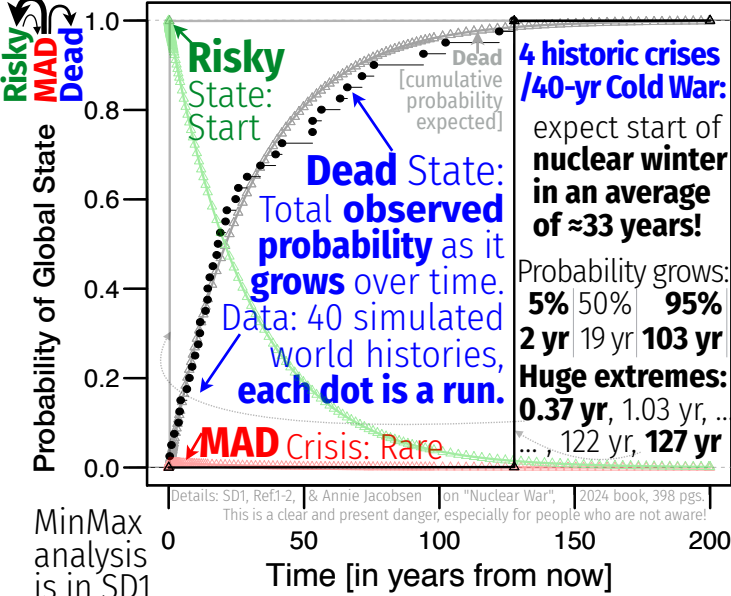 Risky
MAD
Dead
Probability of Global State
1.0
0.8
0.6
0.4
0.2
0.0
Risky
State:
Start
Dead
[cumulative
probability
expected]
Dead State:
Total observed
probability as it
grows over time.
Data: 40 simulated
world histories,
each dot is a run.
MAD Crisis: Rare
4 historic crises
/40-yr Cold War:
expect start of
nuclear winter
in an average
of ≈33 years!
Probability grows:
5% 50% 95%
2 yr 19 yr 103 yr
Huge extremes:
0.37 yr, 1.03 yr, ...
... , 122 yr, 127 yr
Details: SD1, Ref.1-2, & Annie Jacobsen on "Nuclear War", 2024 book, 398 pgs.
This is a clear and present danger, especially for people who are not aware!
0 50 100 150 200
Time [in years from now]
MinMax
analysis
is in SD1